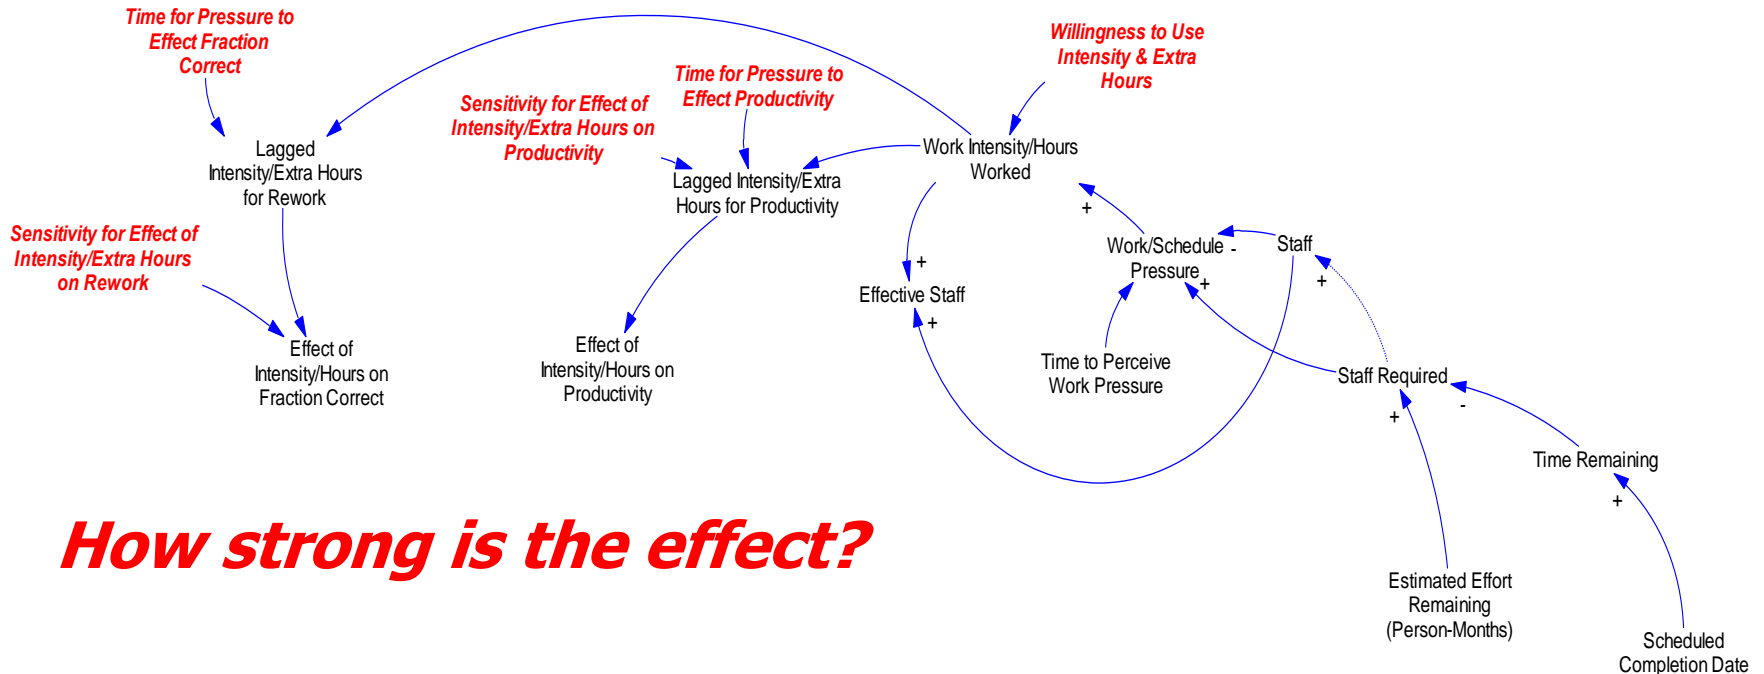 Time for Pressure to
Effect Fraction
Correct
Willingness to Use
Intensity & Extra
Hours
Time for Pressure to
Effect Productivity
Sensitivity for Effect of
Intensity/Extra Hours on
Productivity
Lagged
Intensity/Extra Hours
for Rework
Work Intensity/Hours
Worked
Lagged Intensity/Extra
Hours for Productivity
+
Sensitivity for Effect of
Intensity/Extra Hours
on Rework
Work/Schedule
Pressure
-
Staff
+
+
+
Effective Staff
+
Effect of
Intensity/Hours on
Fraction Correct
Effect of
Intensity/Hours on
Productivity
Time to Perceive
Work Pressure
Staff Required
+
-
Time Remaining
+
How strong is the effect?
Estimated Effort
Remaining
(Person-Months)
Scheduled
Completion Date